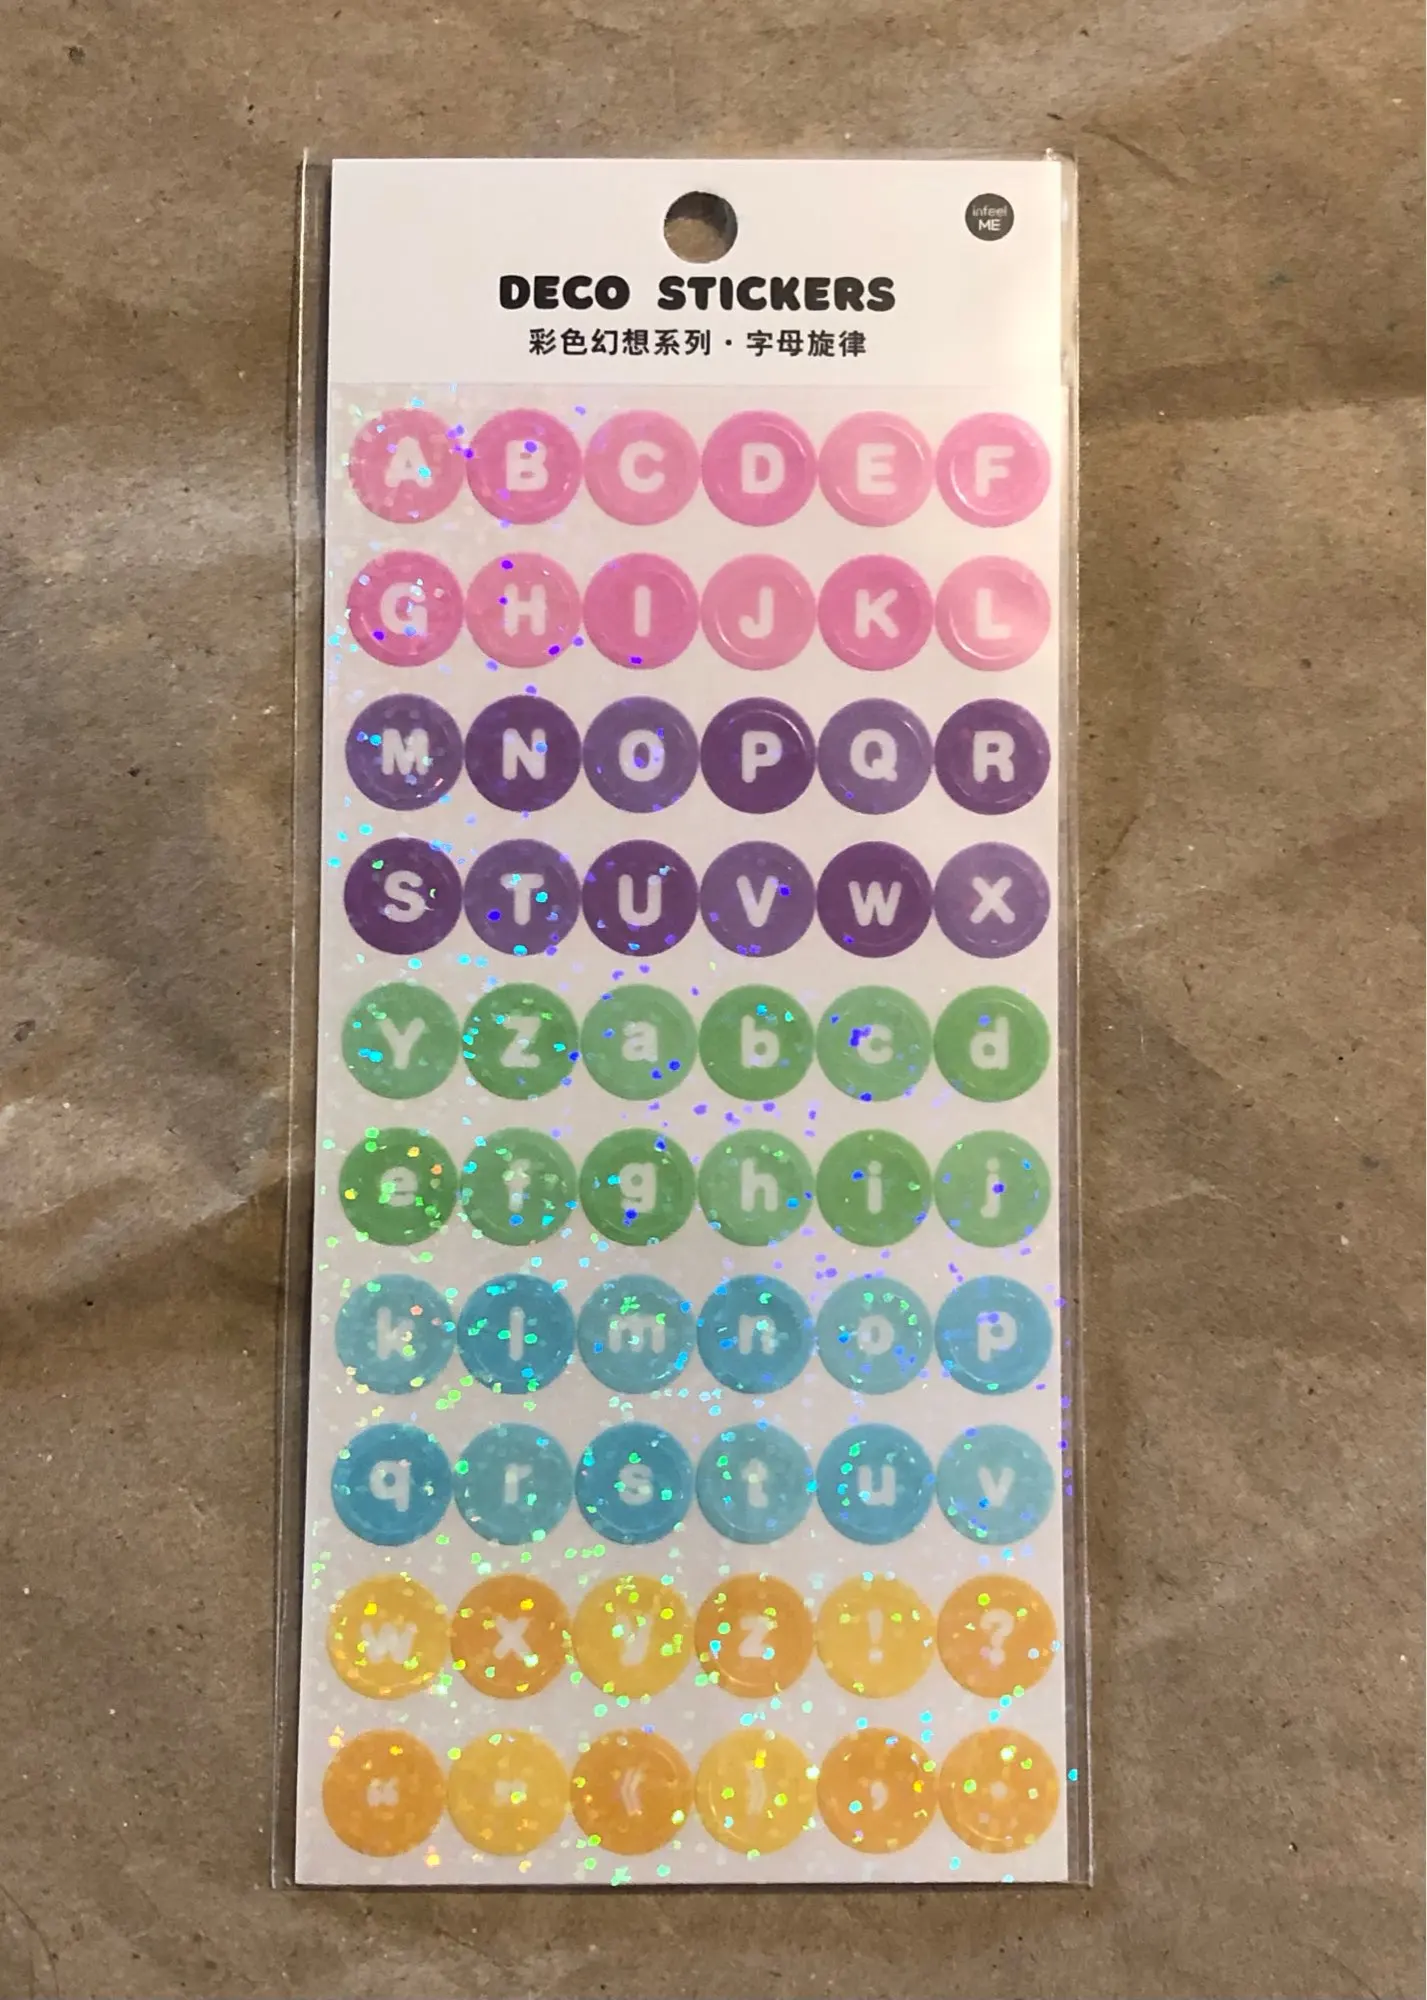 infeel
ME
DECO STICKERS
彩色幻想系列・字母旋律
A B C D E F
G H I J K L
M N O P Q R
S T U V W X
Y Z a b c d
e f g h i j
k l m n o p
q r s t u v
w x y z ! ?
“ ” 《 》 , .